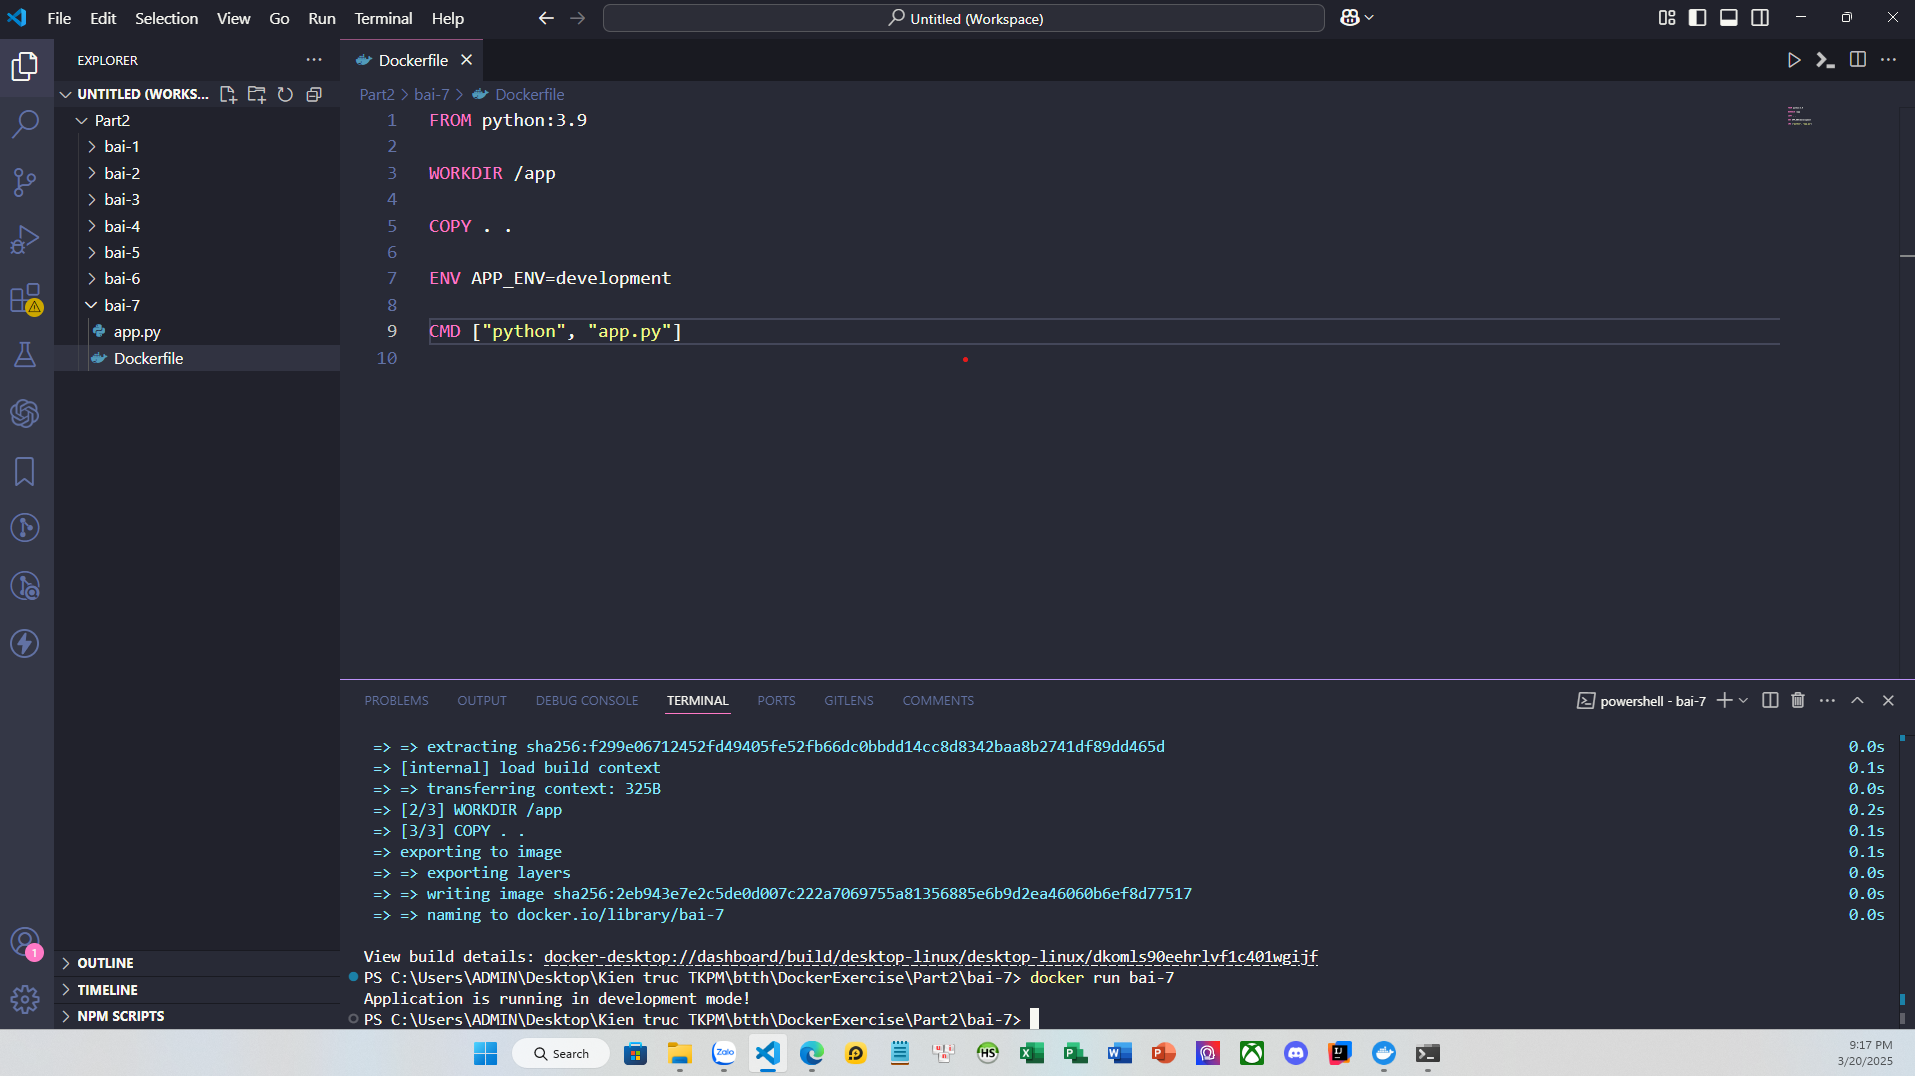 File Edit Selection View Go Run Terminal Help
Untitled (Workspace)
EXPLORER
UNTITLED (WORKS...
Part2
bai-1
bai-2
bai-3
bai-4
bai-5
bai-6
bai-7
app.py
Dockerfile
OUTLINE
TIMELINE
NPM SCRIPTS
1
Dockerfile
Part2 > bai-7 > Dockerfile
1 FROM python:3.9
2
3 WORKDIR /app
4
5 COPY . .
6
7 ENV APP_ENV=development
8
9 CMD ["python", "app.py"]
10
PROBLEMS OUTPUT DEBUG CONSOLE TERMINAL PORTS GITLENS COMMENTS
powershell - bai-7
=> => extracting sha256:f299e06712452fd49405fe52fb66dc0bbdd14cc8d8342baa8b2741df89dd465d 0.0s
=> [internal] load build context 0.1s
=> => transferring context: 325B 0.0s
=> [2/3] WORKDIR /app 0.2s
=> [3/3] COPY . . 0.1s
=> exporting to image 0.1s
=> => exporting layers 0.0s
=> => writing image sha256:2eb943e7e2c5de0d007c222a7069755a81356885e6b9d2ea46060b6ef8d77517 0.0s
=> => naming to docker.io/library/bai-7 0.0s
View build details: docker-desktop://dashboard/build/desktop-linux/desktop-linux/dkomls90eehrlvf1c401wgijf
PS C:\Users\ADMIN\Desktop\Kien truc TKPM\btth\DockerExercise\Part2\bai-7> docker run bai-7
Application is running in development mode!
PS C:\Users\ADMIN\Desktop\Kien truc TKPM\btth\DockerExercise\Part2\bai-7>
Search
Zalo
HS
9:17 PM
3/20/2025